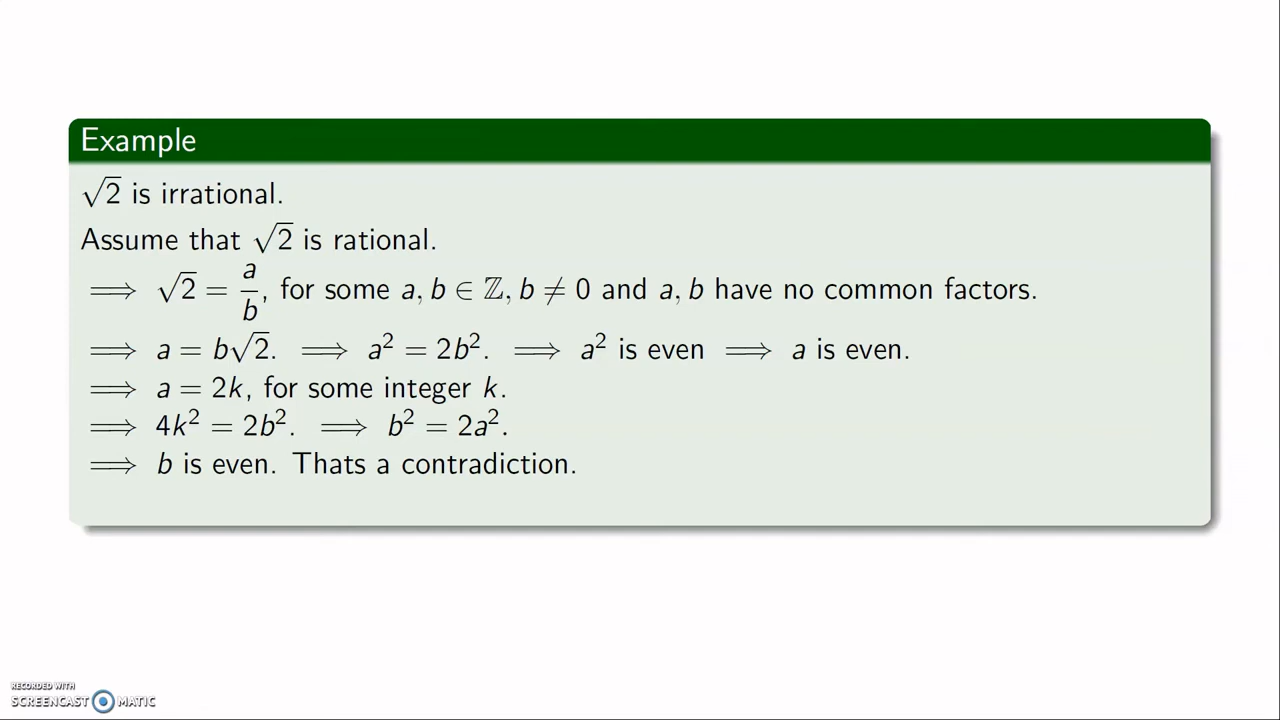 Example
√2 is irrational.
Assume that √2 is rational.
⟹ √2 = a/b, for some a, b ∈ ℤ, b ≠ 0 and a, b have no common factors.
⟹ a = b√2. ⟹ a² = 2b². ⟹ a² is even ⟹ a is even.
⟹ a = 2k, for some integer k.
⟹ 4k² = 2b². ⟹ b² = 2a².
⟹ b is even. Thats a contradiction.
RECORDED WITH
SCREENCAST MATIC